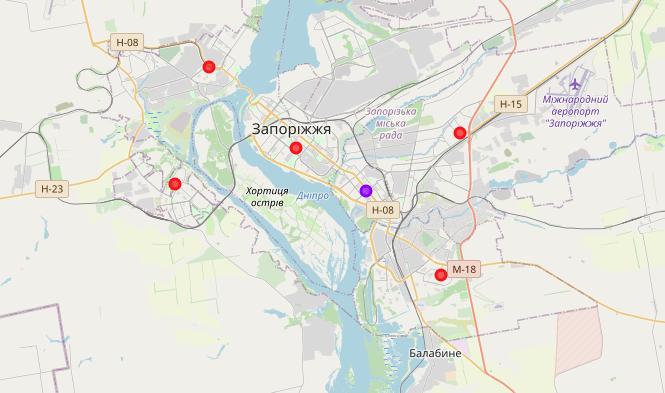 Н-08
Н-15
Міжнародний
аеропорт
"Запоріжжя"
Запорізька
міська
рада
Запоріжжя
Н-23
Хортиця
острів
Дніпро
Н-08
М-18
Балабине